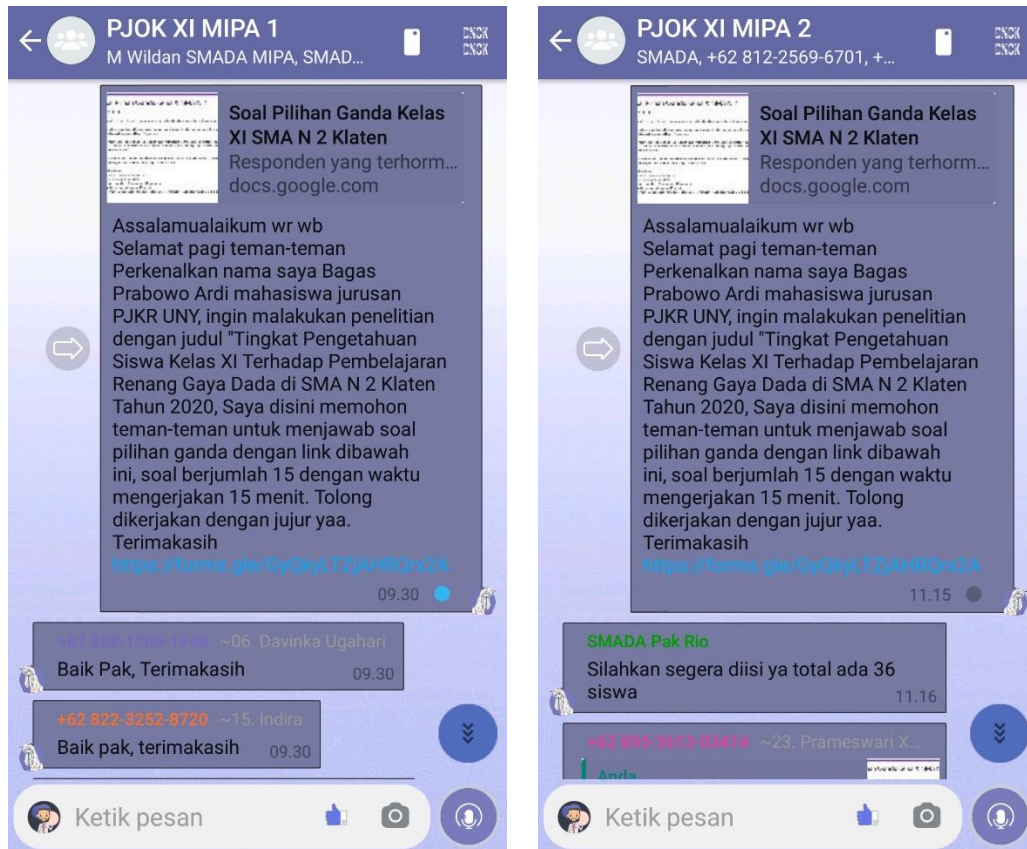 PJOK XI MIPA 1
M Wildan SMADA MIPA, SMAD...
Soal Pilihan Ganda Kelas
XI SMA N 2 Klaten
Responden yang terhorm...
docs.google.com
Assalamualaikum wr wb
Selamat pagi teman-teman
Perkenalkan nama saya Bagas
Prabowo Ardi mahasiswa jurusan
PJKR UNY, ingin malakukan penelitian
dengan judul "Tingkat Pengetahuan
Siswa Kelas XI Terhadap Pembelajaran
Renang Gaya Dada di SMA N 2 Klaten
Tahun 2020, Saya disini memohon
teman-teman untuk menjawab soal
pilihan ganda dengan link dibawah
ini, soal berjumlah 15 dengan waktu
mengerjakan 15 menit. Tolong
dikerjakan dengan jujur yaa.
Terimakasih
09.30
~06. Davinka Ugahari
Baik Pak, Terimakasih 09.30
+62 822-3252-8720 ~15. Indira
Baik pak, terimakasih 09.30
Ketik pesan
PJOK XI MIPA 2
SMADA, +62 812-2569-6701, +...
Soal Pilihan Ganda Kelas
XI SMA N 2 Klaten
Responden yang terhorm...
docs.google.com
Assalamualaikum wr wb
Selamat pagi teman-teman
Perkenalkan nama saya Bagas
Prabowo Ardi mahasiswa jurusan
PJKR UNY, ingin malakukan penelitian
dengan judul "Tingkat Pengetahuan
Siswa Kelas XI Terhadap Pembelajaran
Renang Gaya Dada di SMA N 2 Klaten
Tahun 2020, Saya disini memohon
teman-teman untuk menjawab soal
pilihan ganda dengan link dibawah
ini, soal berjumlah 15 dengan waktu
mengerjakan 15 menit. Tolong
dikerjakan dengan jujur yaa.
Terimakasih
11.15
SMADA Pak Rio
Silahkan segera diisi ya total ada 36
siswa 11.16
~23. Prameswari X...
Anda
Ketik pesan